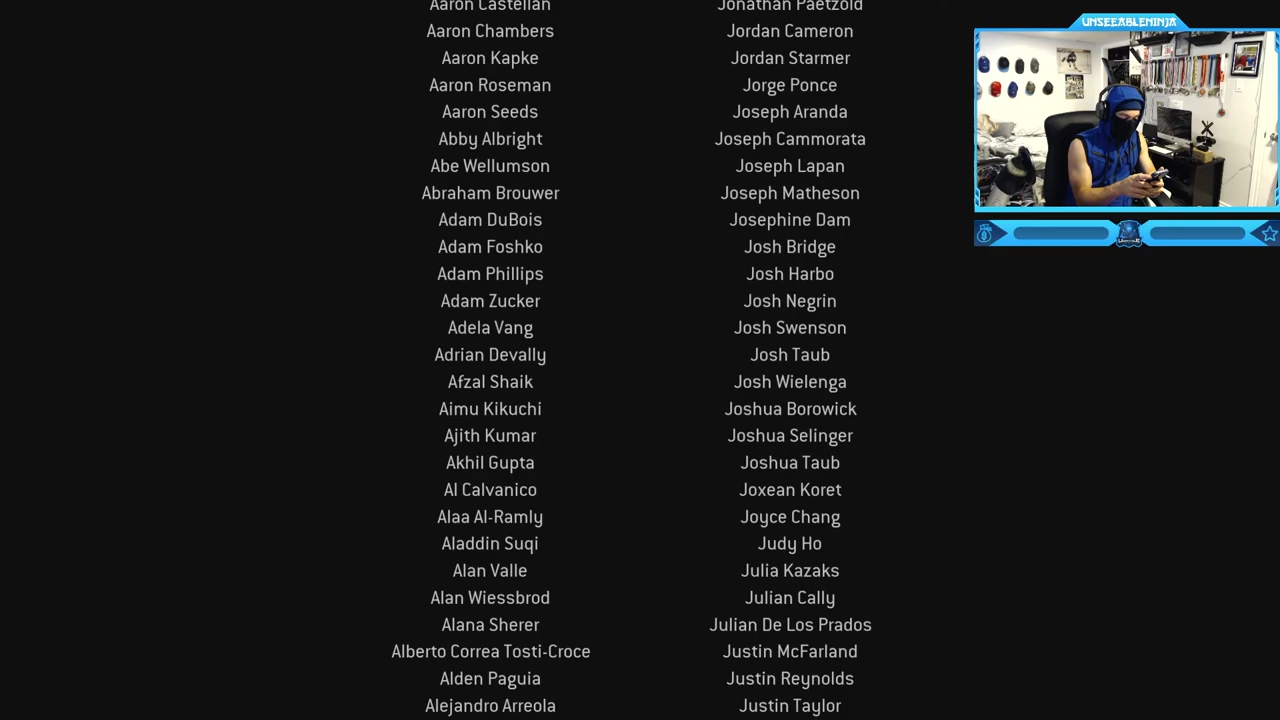 Aaron Castellan
Aaron Chambers
Aaron Kapke
Aaron Roseman
Aaron Seeds
Abby Albright
Abe Wellumson
Abraham Brouwer
Adam DuBois
Adam Foshko
Adam Phillips
Adam Zucker
Adela Vang
Adrian Devally
Afzal Shaik
Aimu Kikuchi
Ajith Kumar
Akhil Gupta
Al Calvanico
Alaa Al-Ramly
Aladdin Suqi
Alan Valle
Alan Wiessbrod
Alana Sherer
Alberto Correa Tosti-Croce
Alden Paguia
Alejandro Arreola
Jonathan Paetzold
Jordan Cameron
Jordan Starmer
Jorge Ponce
Joseph Aranda
Joseph Cammorata
Joseph Lapan
Joseph Matheson
Josephine Dam
Josh Bridge
Josh Harbo
Josh Negrin
Josh Swenson
Josh Taub
Josh Wielenga
Joshua Borowick
Joshua Selinger
Joshua Taub
Joxean Koret
Joyce Chang
Judy Ho
Julia Kazaks
Julian Cally
Julian De Los Prados
Justin McFarland
Justin Reynolds
Justin Taylor
UNSEEABLENINJA